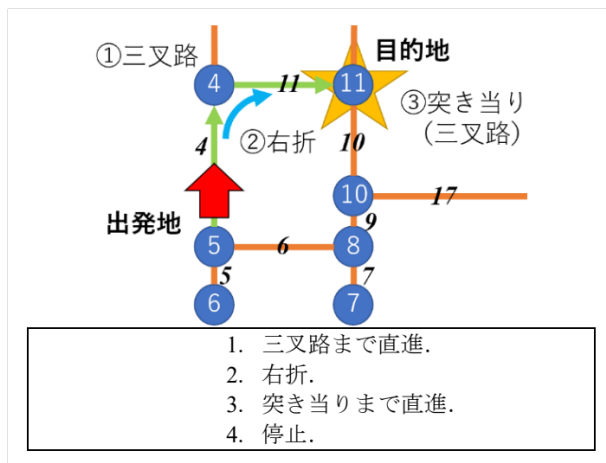 ①三叉路
目的地
4
11
11
③突き当り
(三叉路)
4
②右折
10
10
17
出発地
9
5
6
8
5
7
6
7
1. 三叉路まで直進.
2. 右折.
3. 突き当りまで直進.
4. 停止.